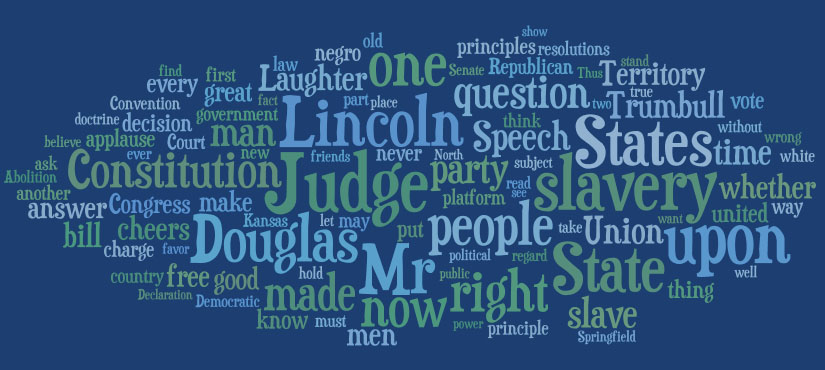 show
old
negro
principles
resolutions
law
one
find
first
Laughter
Senate
Republican
Thus
stand
Territory
every
great
fact
part
place
question
two
true
Trumbull
vote
Convention
government
doctrine
decision
Lincoln
think
without
applause
Court
man
Speech
States
time
wrong
believe
ever
new
friends
never
North
subject
white
ask
Constitution
Judge
party
slavery
Abolition
another
read
see
whether
platform
answer
Congress
make
way
Kansas
let
may
united
want
bill
cheers
Douglas
put
people
take
Union
upon
charge
favor
Mr
political
regard
State
well
country
free
good
hold
public
right
thing
Declaration
Democratic
made
now
know
must
power
principle
slave
men
Springfield